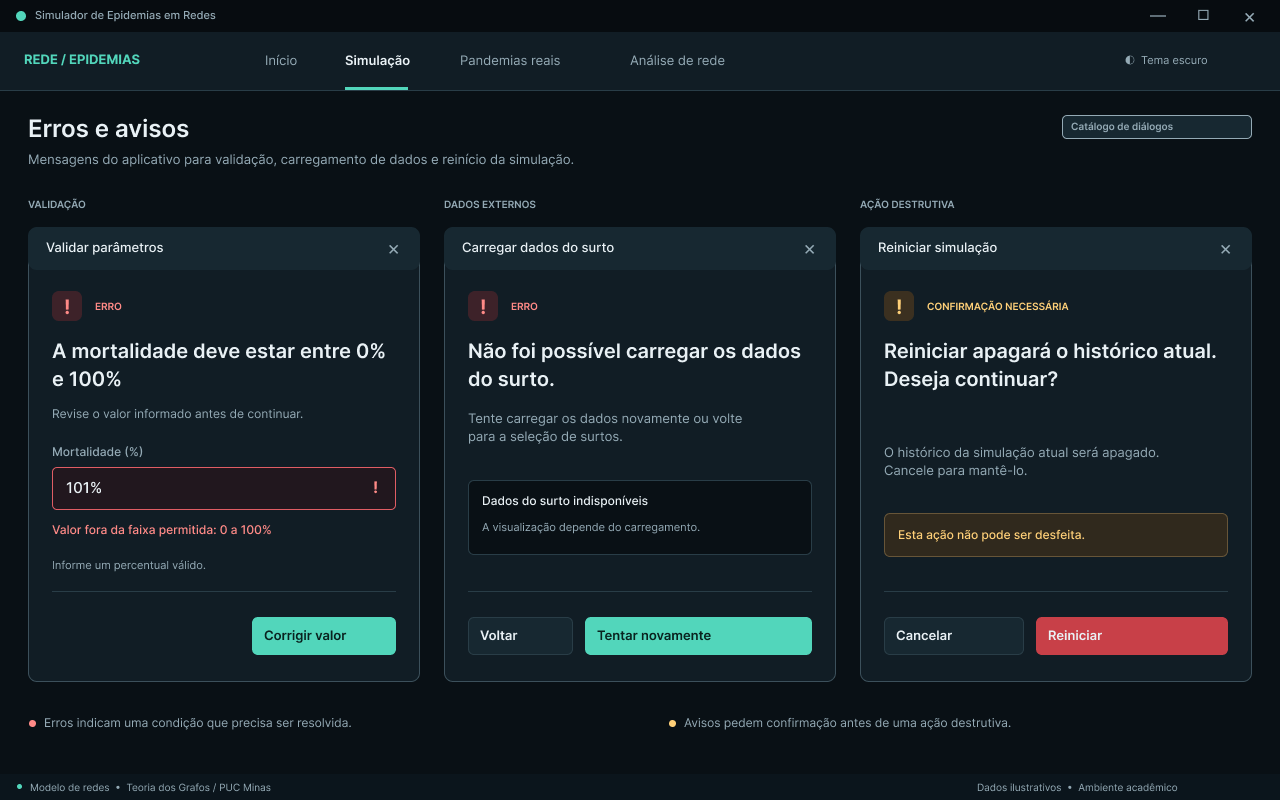 Simulador de Epidemias em Redes
REDE / EPIDEMIAS
Início
Simulação
Pandemias reais
Análise de rede
Tema escuro
Erros e avisos
Catálogo de diálogos
Mensagens do aplicativo para validação, carregamento de dados e reinício da simulação.
VALIDAÇÃO
Validar parâmetros
!
ERRO
A mortalidade deve estar entre 0%
e 100%
Revise o valor informado antes de continuar.
Mortalidade (%)
101%
!
Valor fora da faixa permitida: 0 a 100%
Informe um percentual válido.
Corrigir valor
DADOS EXTERNOS
Carregar dados do surto
!
ERRO
Não foi possível carregar os dados
do surto.
Tente carregar os dados novamente ou volte
para a seleção de surtos.
Dados do surto indisponíveis
A visualização depende do carregamento.
Voltar
Tentar novamente
AÇÃO DESTRUTIVA
Reiniciar simulação
!
CONFIRMAÇÃO NECESSÁRIA
Reiniciar apagará o histórico atual.
Deseja continuar?
O histórico da simulação atual será apagado.
Cancele para mantê-lo.
Esta ação não pode ser desfeita.
Cancelar
Reiniciar
Erros indicam uma condição que precisa ser resolvida.
Avisos pedem confirmação antes de uma ação destrutiva.
Modelo de redes • Teoria dos Grafos / PUC Minas
Dados ilustrativos • Ambiente acadêmico